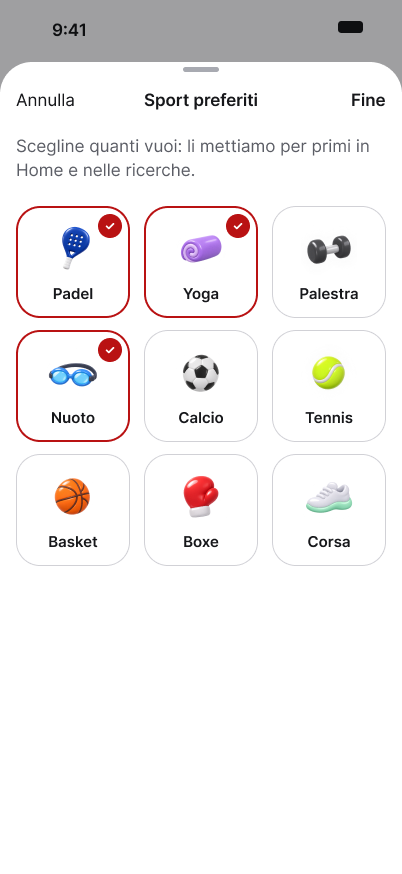 9:41
Annulla Sport preferiti Fine
Scegline quanti vuoi: li mettiamo per primi in
Home e nelle ricerche.
Padel Yoga Palestra
Nuoto Calcio Tennis
Basket Boxe Corsa